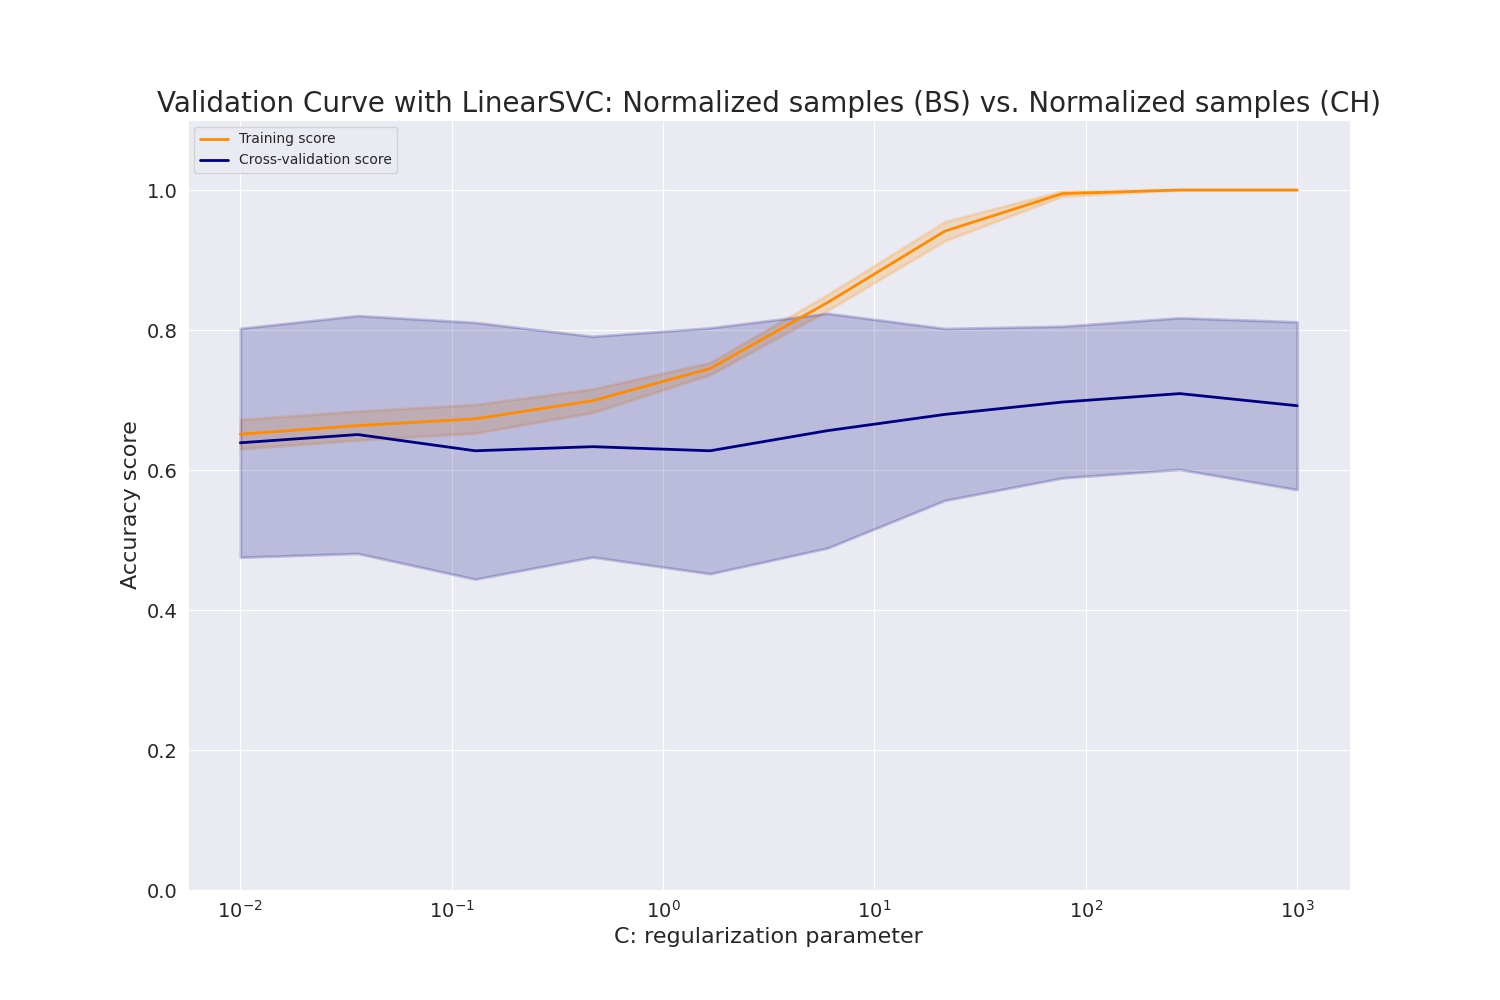 Validation Curve with LinearSVC: Normalized samples (BS) vs. Normalized samples (CH)
Training score
Cross-validation score
1.0
0.8
0.6
0.4
0.2
0.0
Accuracy score
10⁻² 10⁻¹ 10⁰ 10¹ 10² 10³
C: regularization parameter